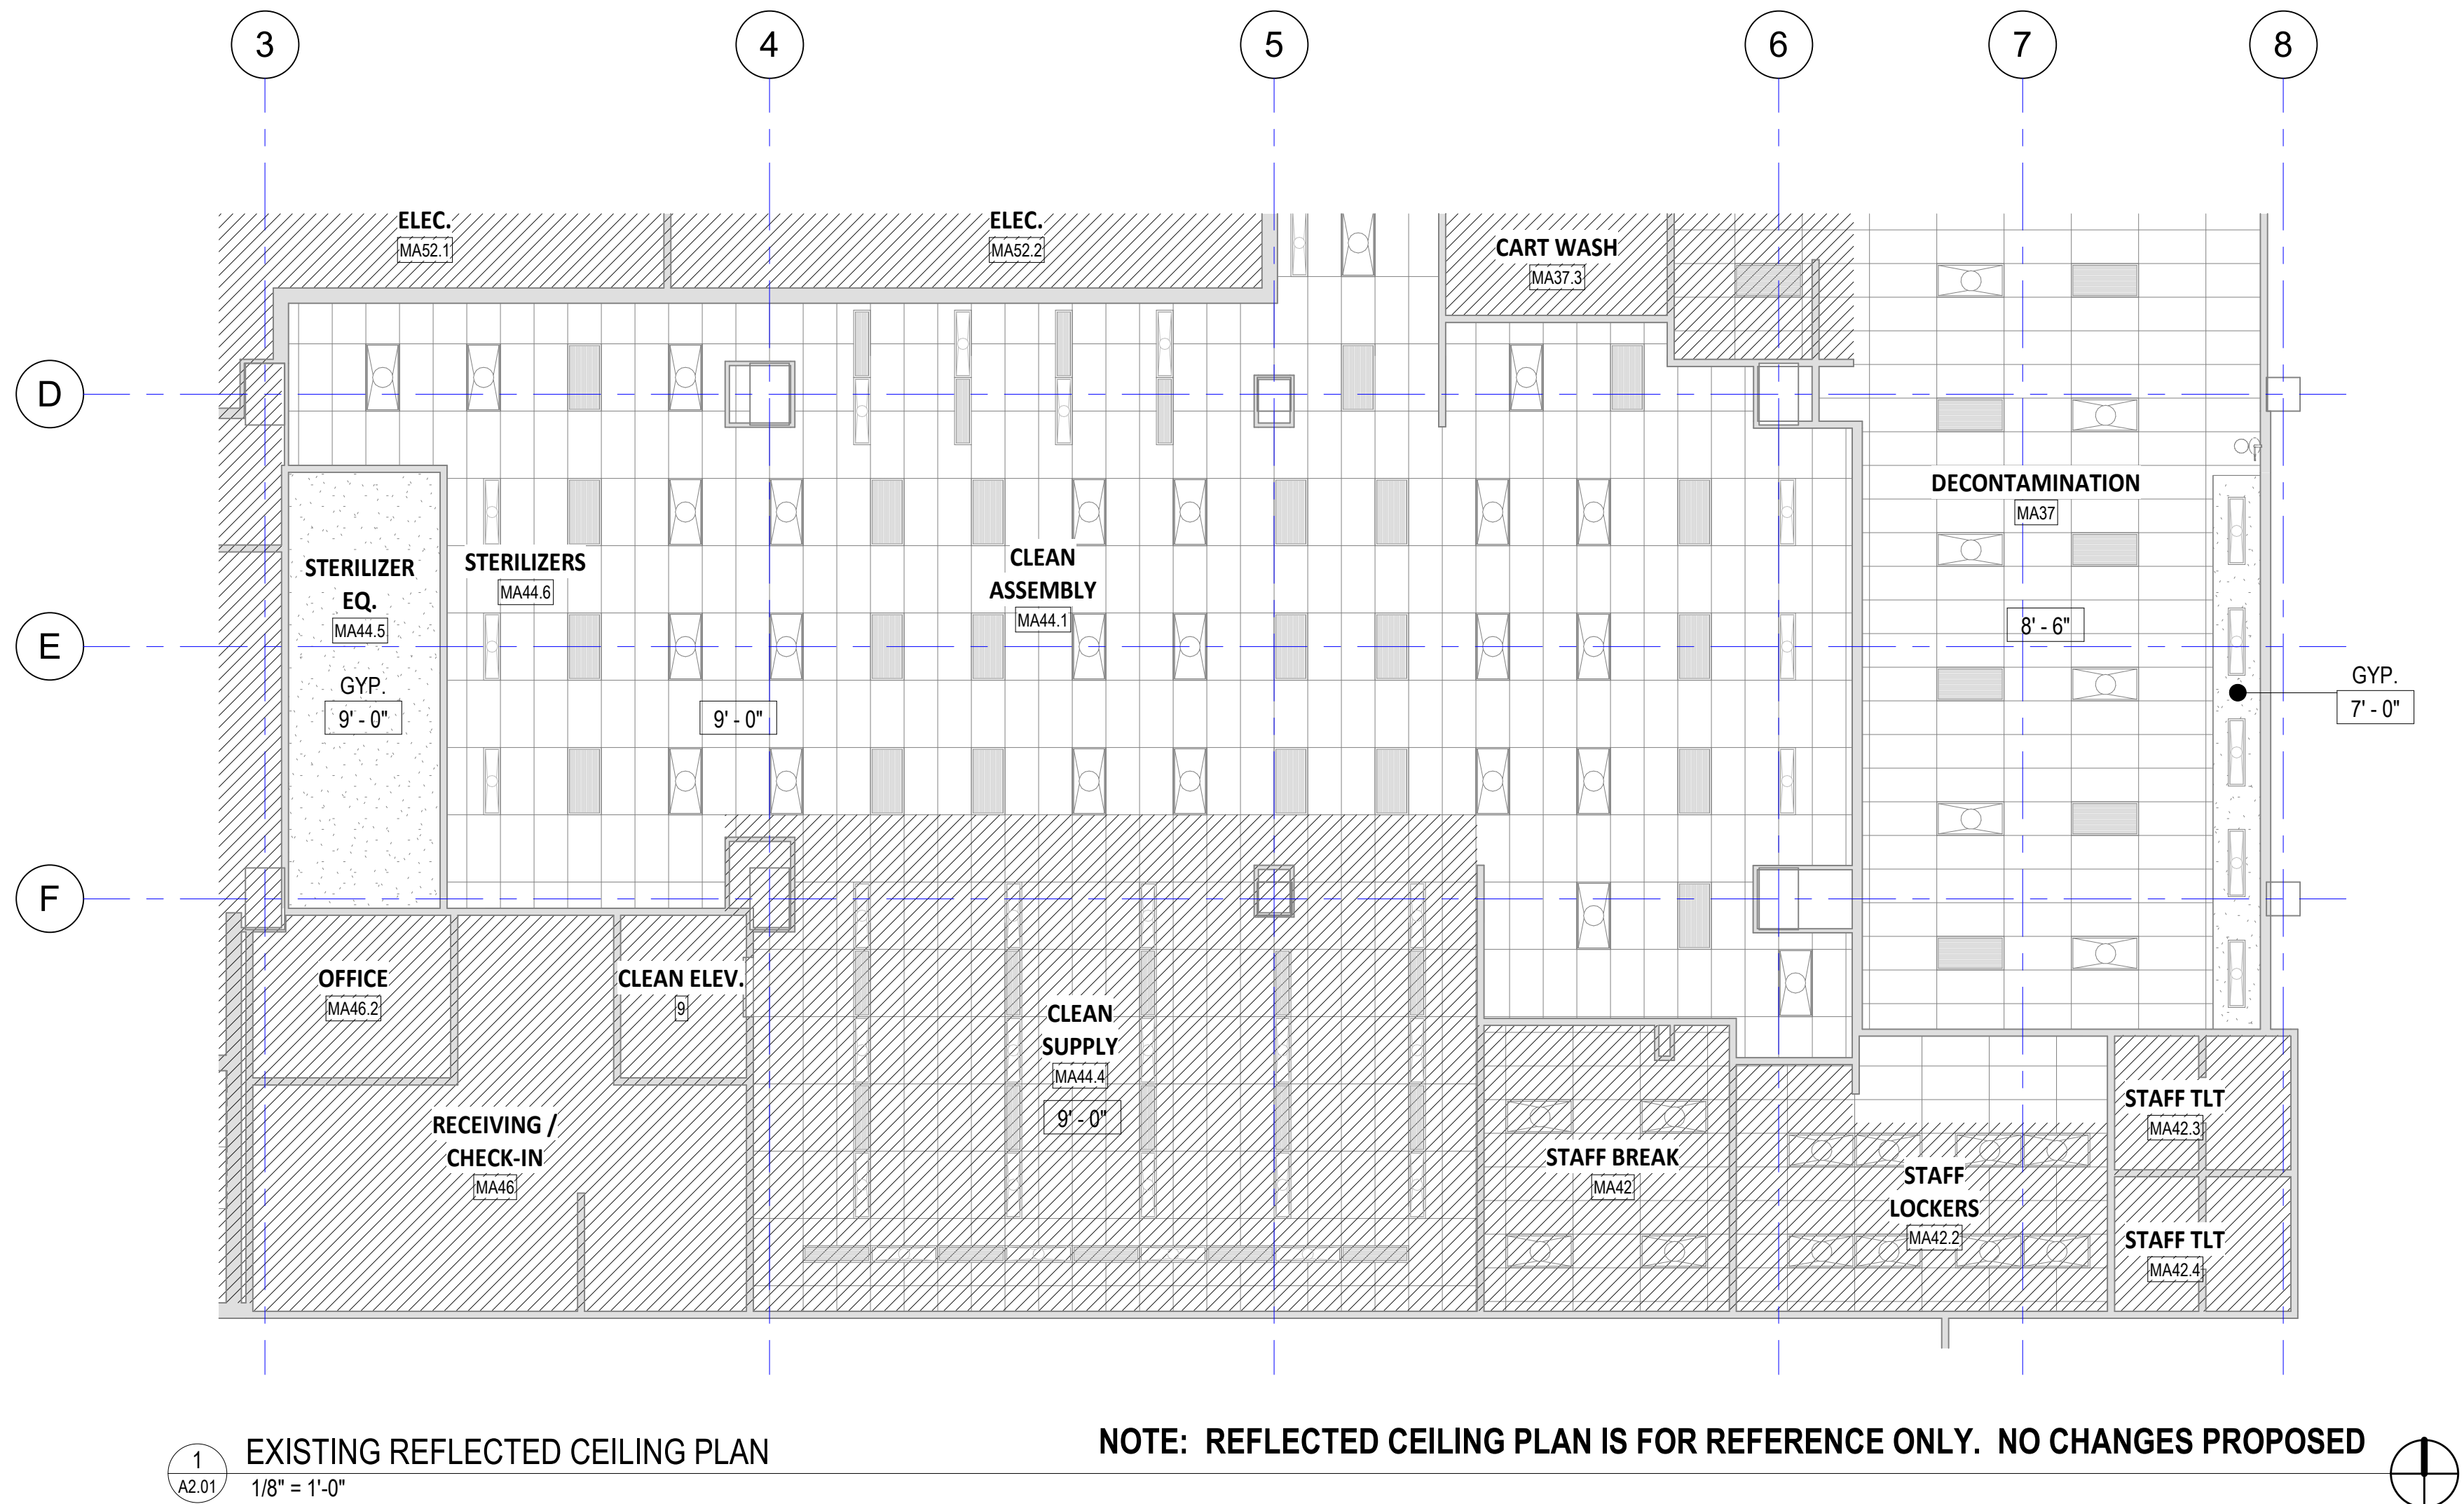 3 4 5 6 7 8
ELEC.
MA52.1
ELEC.
MA52.2
CART WASH
MA37.3
D
DECONTAMINATION
MA37
STERILIZER
EQ.
MA44.5
STERILIZERS
MA44.6
CLEAN
ASSEMBLY
MA44.1
8' - 6"
E
GYP.
9' - 0"
9' - 0"
GYP.
7' - 0"
F
OFFICE
MA46.2
CLEAN ELEV.
9
CLEAN
SUPPLY
MA44.4
9' - 0"
RECEIVING /
CHECK-IN
MA46
STAFF BREAK
MA42
STAFF
LOCKERS
MA42.2
STAFF TLT
MA42.3
STAFF TLT
MA42.4
1
A2.01
EXISTING REFLECTED CEILING PLAN
1/8" = 1'-0"
NOTE: REFLECTED CEILING PLAN IS FOR REFERENCE ONLY. NO CHANGES PROPOSED